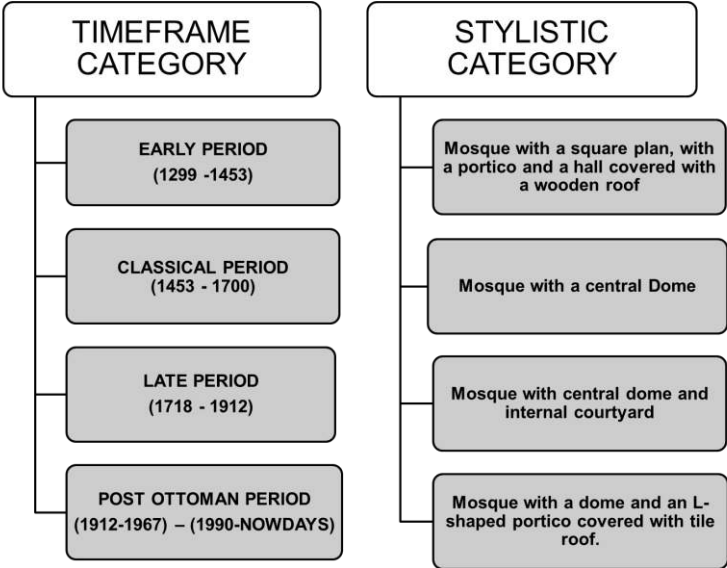 TIMEFRAME
CATEGORY
EARLY PERIOD
(1299 -1453)
CLASSICAL PERIOD
(1453 - 1700)
LATE PERIOD
(1718 - 1912)
POST OTTOMAN PERIOD
(1912-1967) – (1990-NOWDAYS)
STYLISTIC
CATEGORY
Mosque with a square plan, with
a portico and a hall covered with
a wooden roof
Mosque with a central Dome
Mosque with central dome and
internal courtyard
Mosque with a dome and an L-
shaped portico covered with tile
roof.